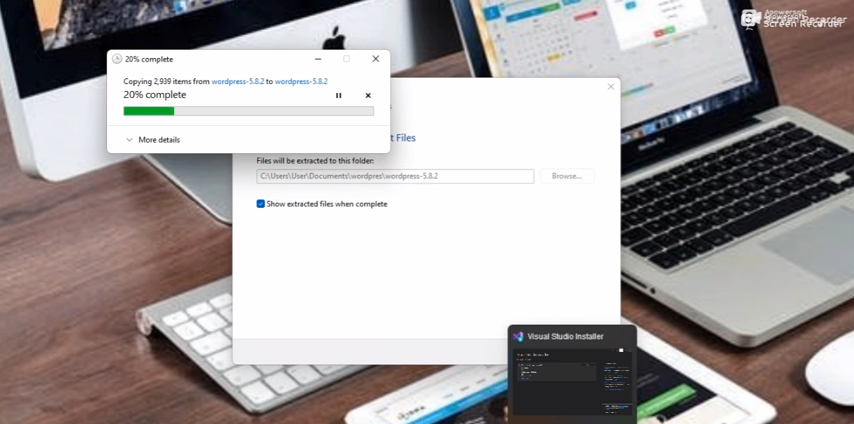 Apowersoft
Screen Recorder
20% complete
Copying 2,939 items from wordpress-5.8.2 to wordpress-5.8.2
20% complete
More details
t Files
Files will be extracted to this folder:
C:\Users\User\Documents\wordpres\wordpress-5.8.2
Browse...
Show extracted files when complete
Visual Studio Installer